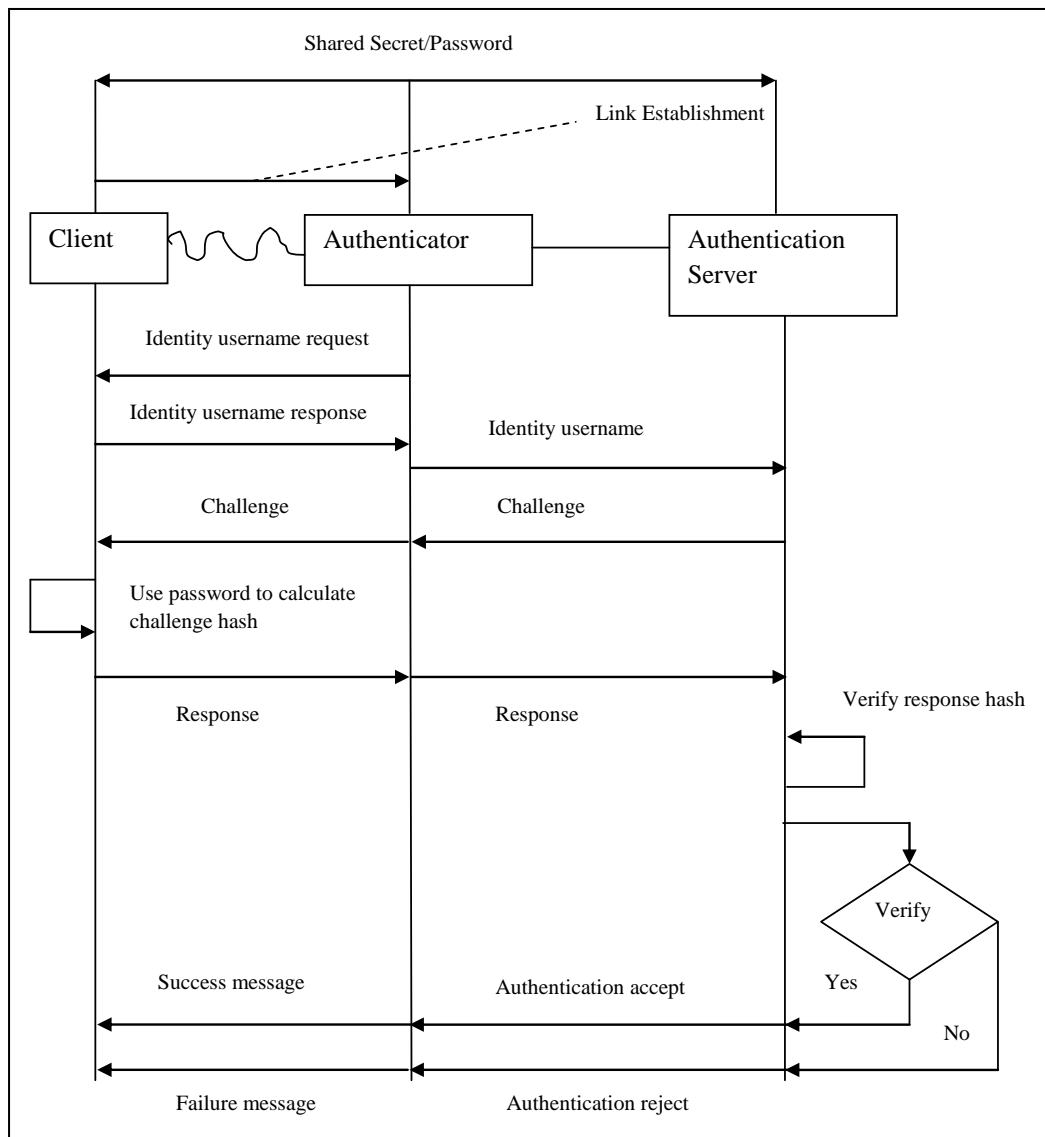 Shared Secret/Password
Link Establishment
Client
Authenticator
Authentication
Server
Identity username request
Identity username response
Identity username
Challenge
Challenge
Use password to calculate
challenge hash
Response
Response
Verify response hash
Verify
Success message
Authentication accept
Yes
No
Failure message
Authentication reject